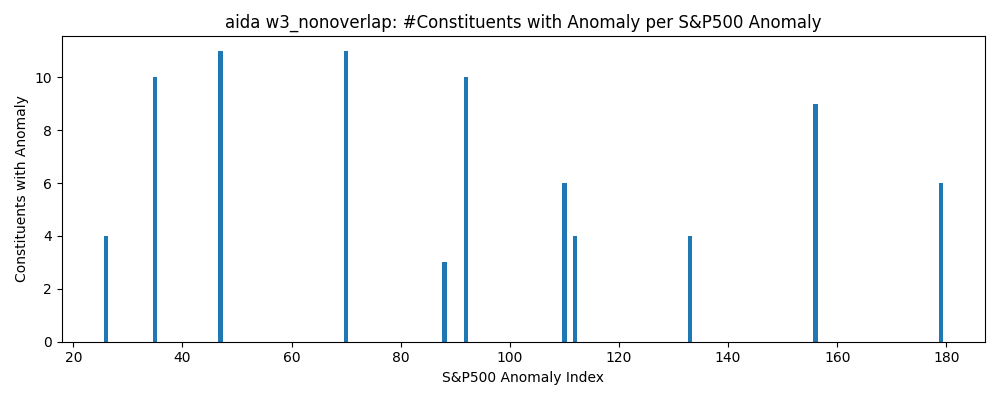 aida w3_nonoverlap: #Constituents with Anomaly per S&P500 Anomaly
Constituents with Anomaly
10
8
6
4
2
0
20 40 60 80 100 120 140 160 180
S&P500 Anomaly Index